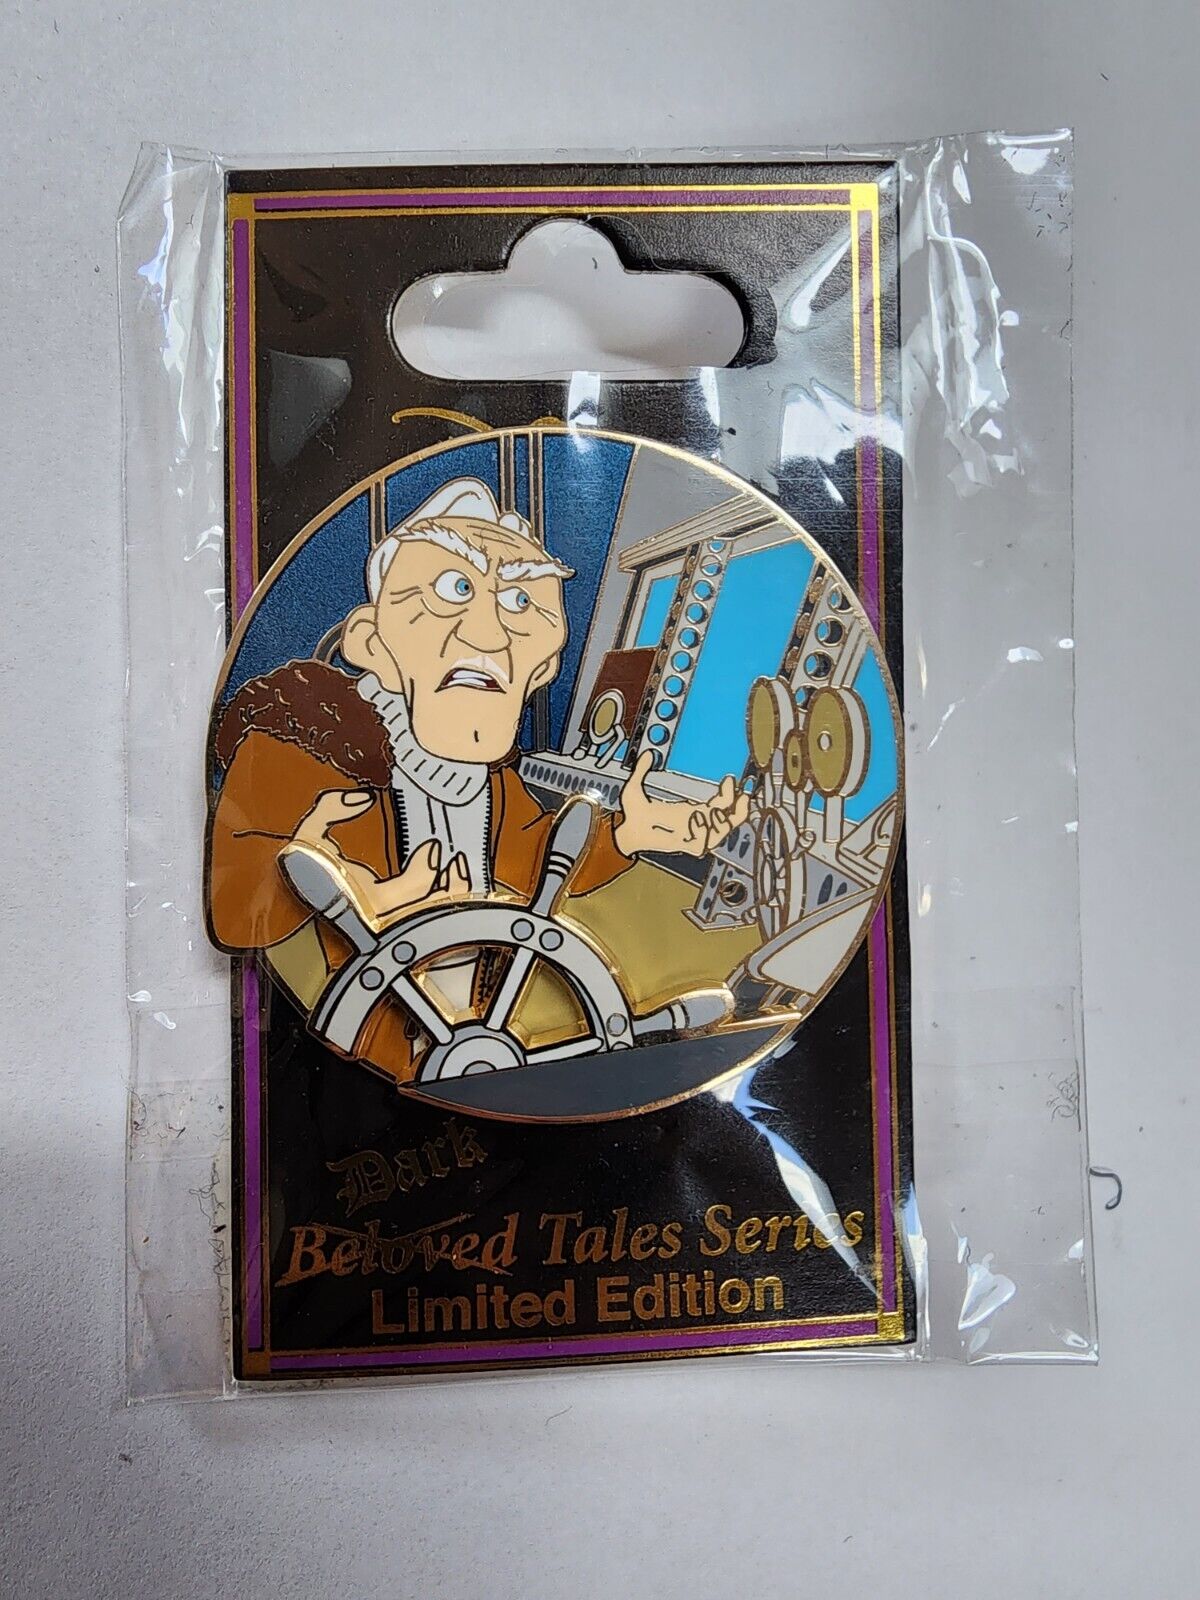 Dark
Beloved Tales Series
Limited Edition